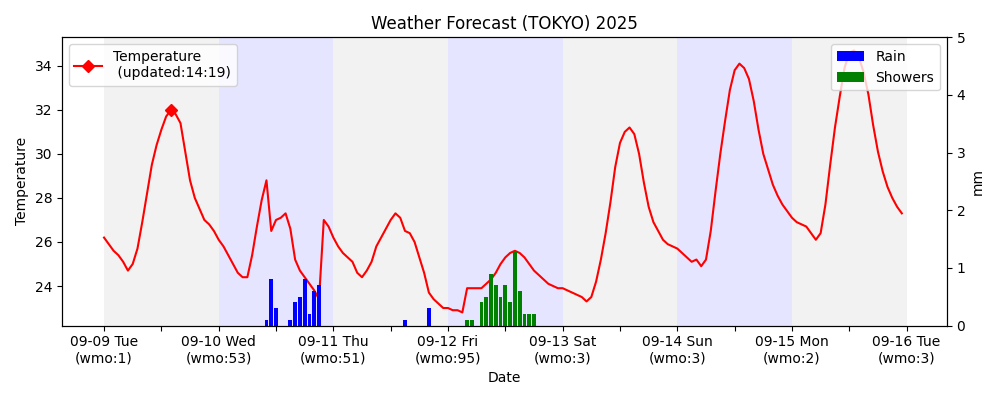 Weather Forecast (TOKYO) 2025
Temperature
(updated:14:19)
Rain
Showers
Temperature
34
32
30
28
26
24
5
4
3
2
1
0
mm
09-09 Tue
(wmo:1)
09-10 Wed
(wmo:53)
09-11 Thu
(wmo:51)
09-12 Fri
(wmo:95)
09-13 Sat
(wmo:3)
09-14 Sun
(wmo:3)
09-15 Mon
(wmo:2)
09-16 Tue
(wmo:3)
Date